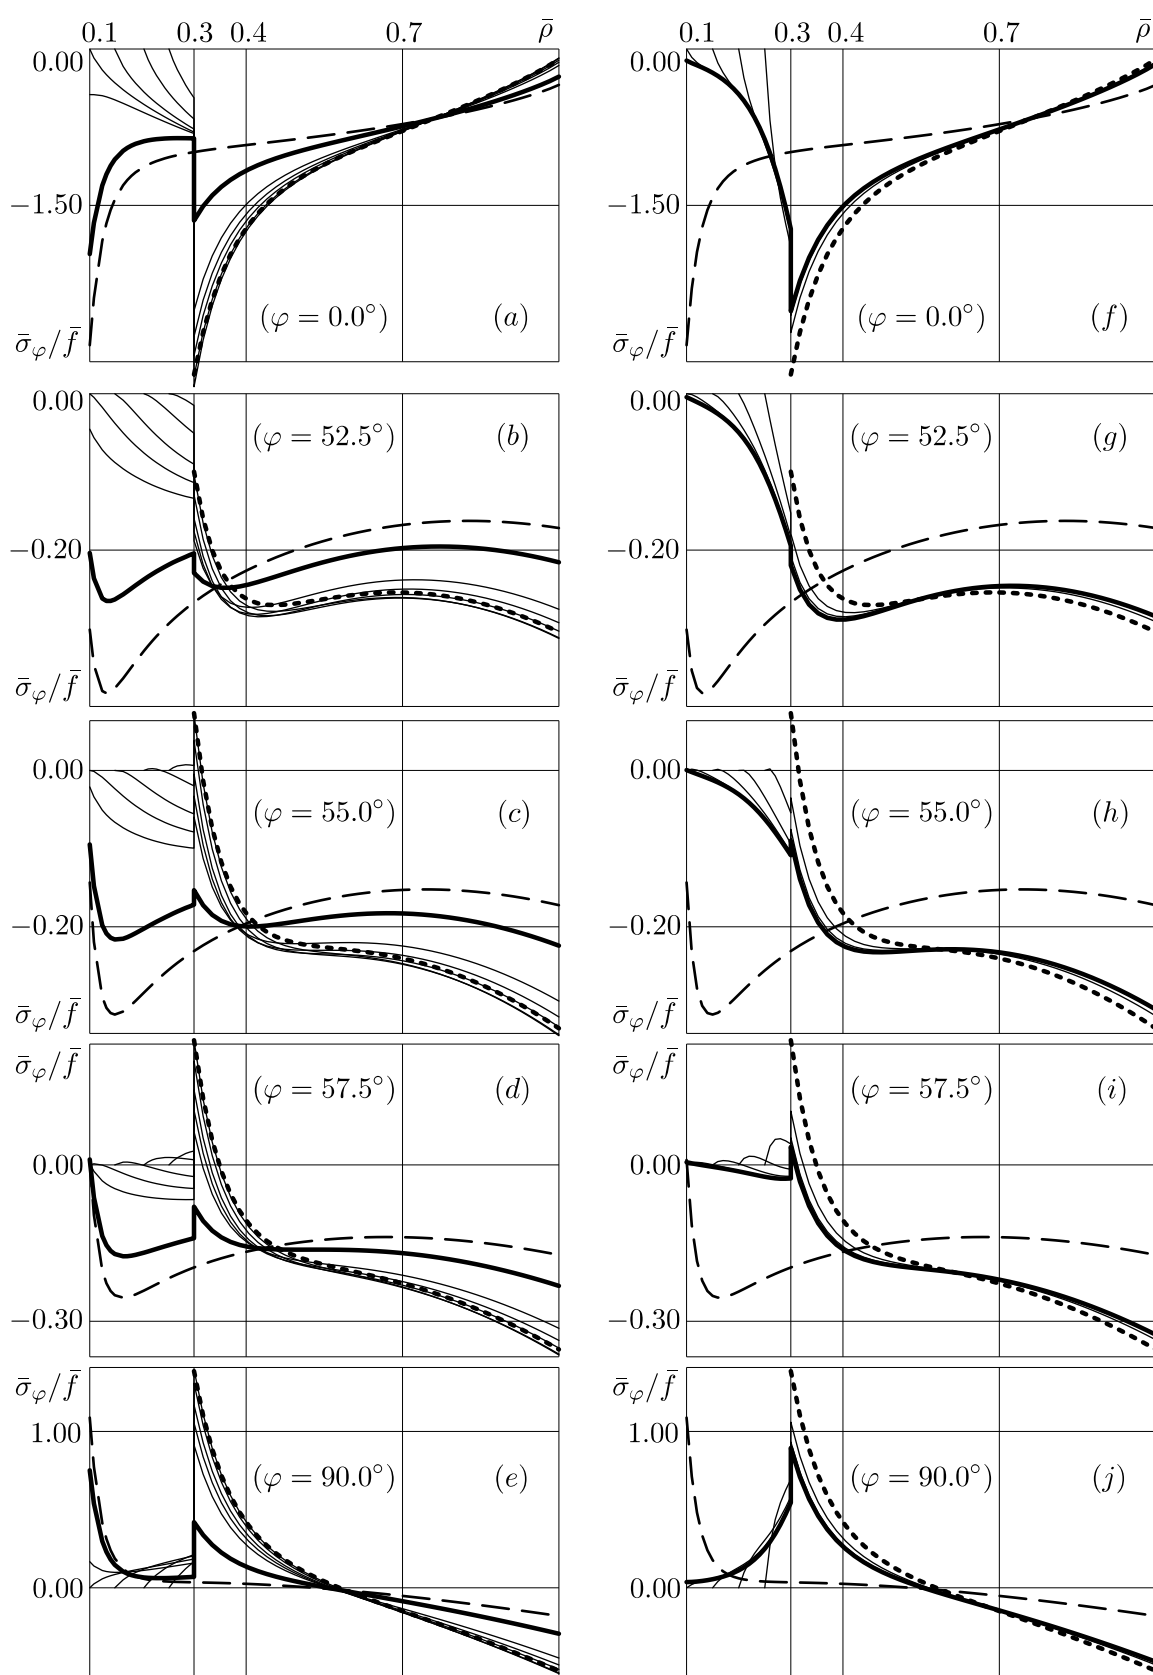 0.1 0.3 0.4 0.7 ρ̄ 0.1 0.3 0.4 0.7 ρ̄
0.00 0.00
−1.50 −1.50
(φ = 0.0°) (a) (φ = 0.0°) (f)
σ̄φ/f̄ σ̄φ/f̄
0.00 0.00
(φ = 52.5°) (b) (φ = 52.5°) (g)
−0.20 −0.20
σ̄φ/f̄ σ̄φ/f̄
0.00 0.00
(φ = 55.0°) (c) (φ = 55.0°) (h)
−0.20 −0.20
σ̄φ/f̄ σ̄φ/f̄
σ̄φ/f̄ σ̄φ/f̄
(φ = 57.5°) (d) (φ = 57.5°) (i)
0.00 0.00
−0.30 −0.30
σ̄φ/f̄ σ̄φ/f̄
1.00 1.00
(φ = 90.0°) (e) (φ = 90.0°) (j)
0.00 0.00